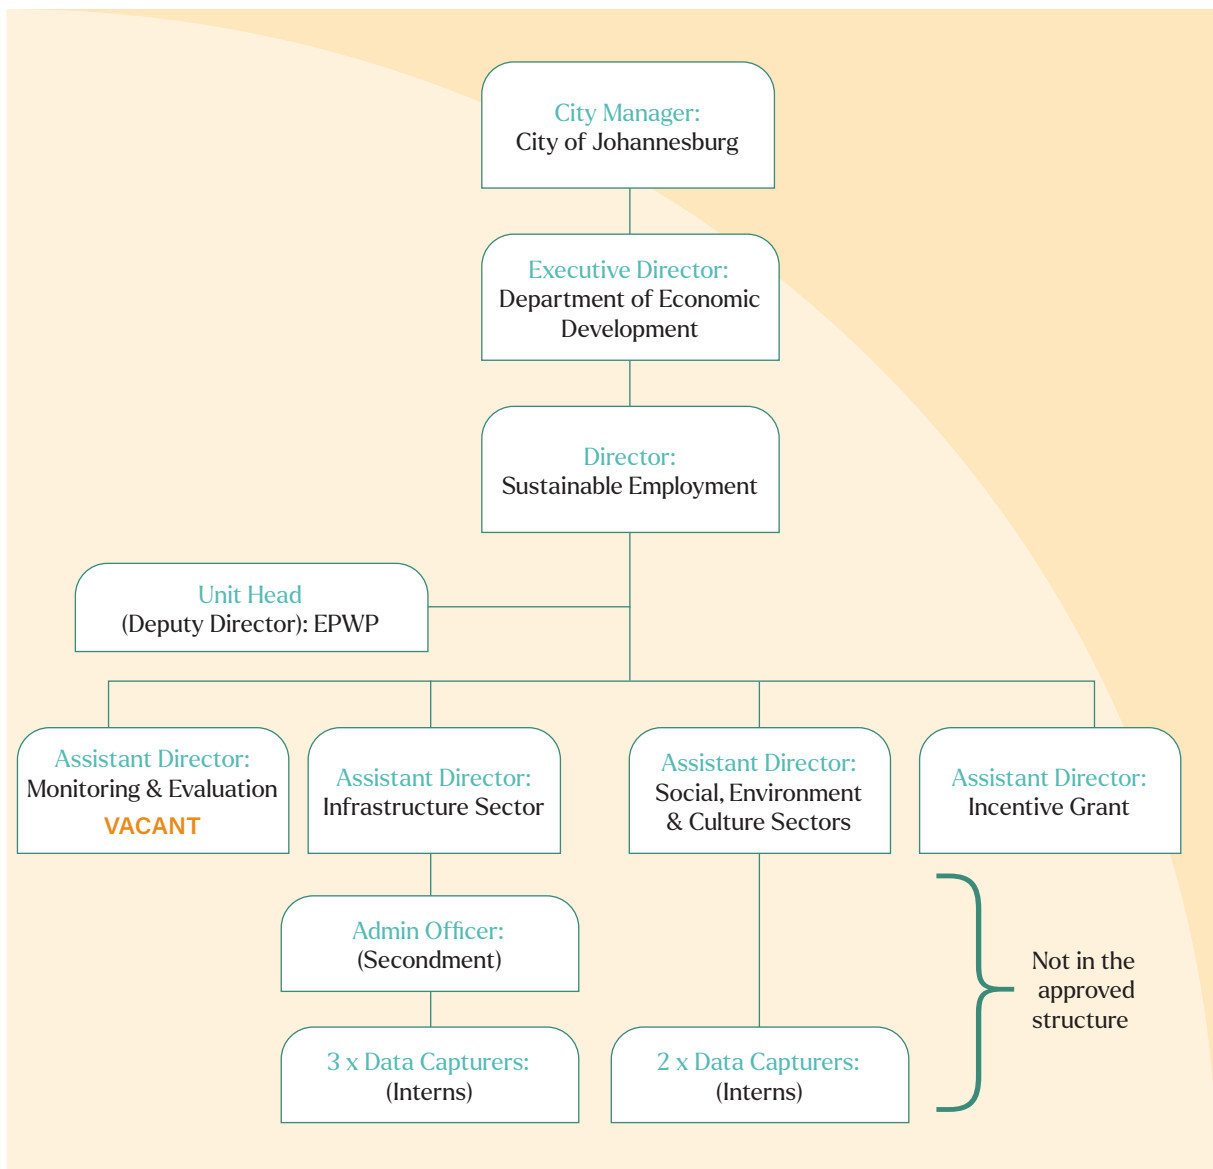 City Manager:
City of Johannesburg
Executive Director:
Department of Economic
Development
Director:
Sustainable Employment
Unit Head
(Deputy Director): EPWP
Assistant Director:
Monitoring & Evaluation
VACANT
Assistant Director:
Infrastructure Sector
Assistant Director:
Social, Environment
& Culture Sectors
Assistant Director:
Incentive Grant
Admin Officer:
(Secondment)
3 x Data Capturers:
(Interns)
2 x Data Capturers:
(Interns)
Not in the
approved
structure